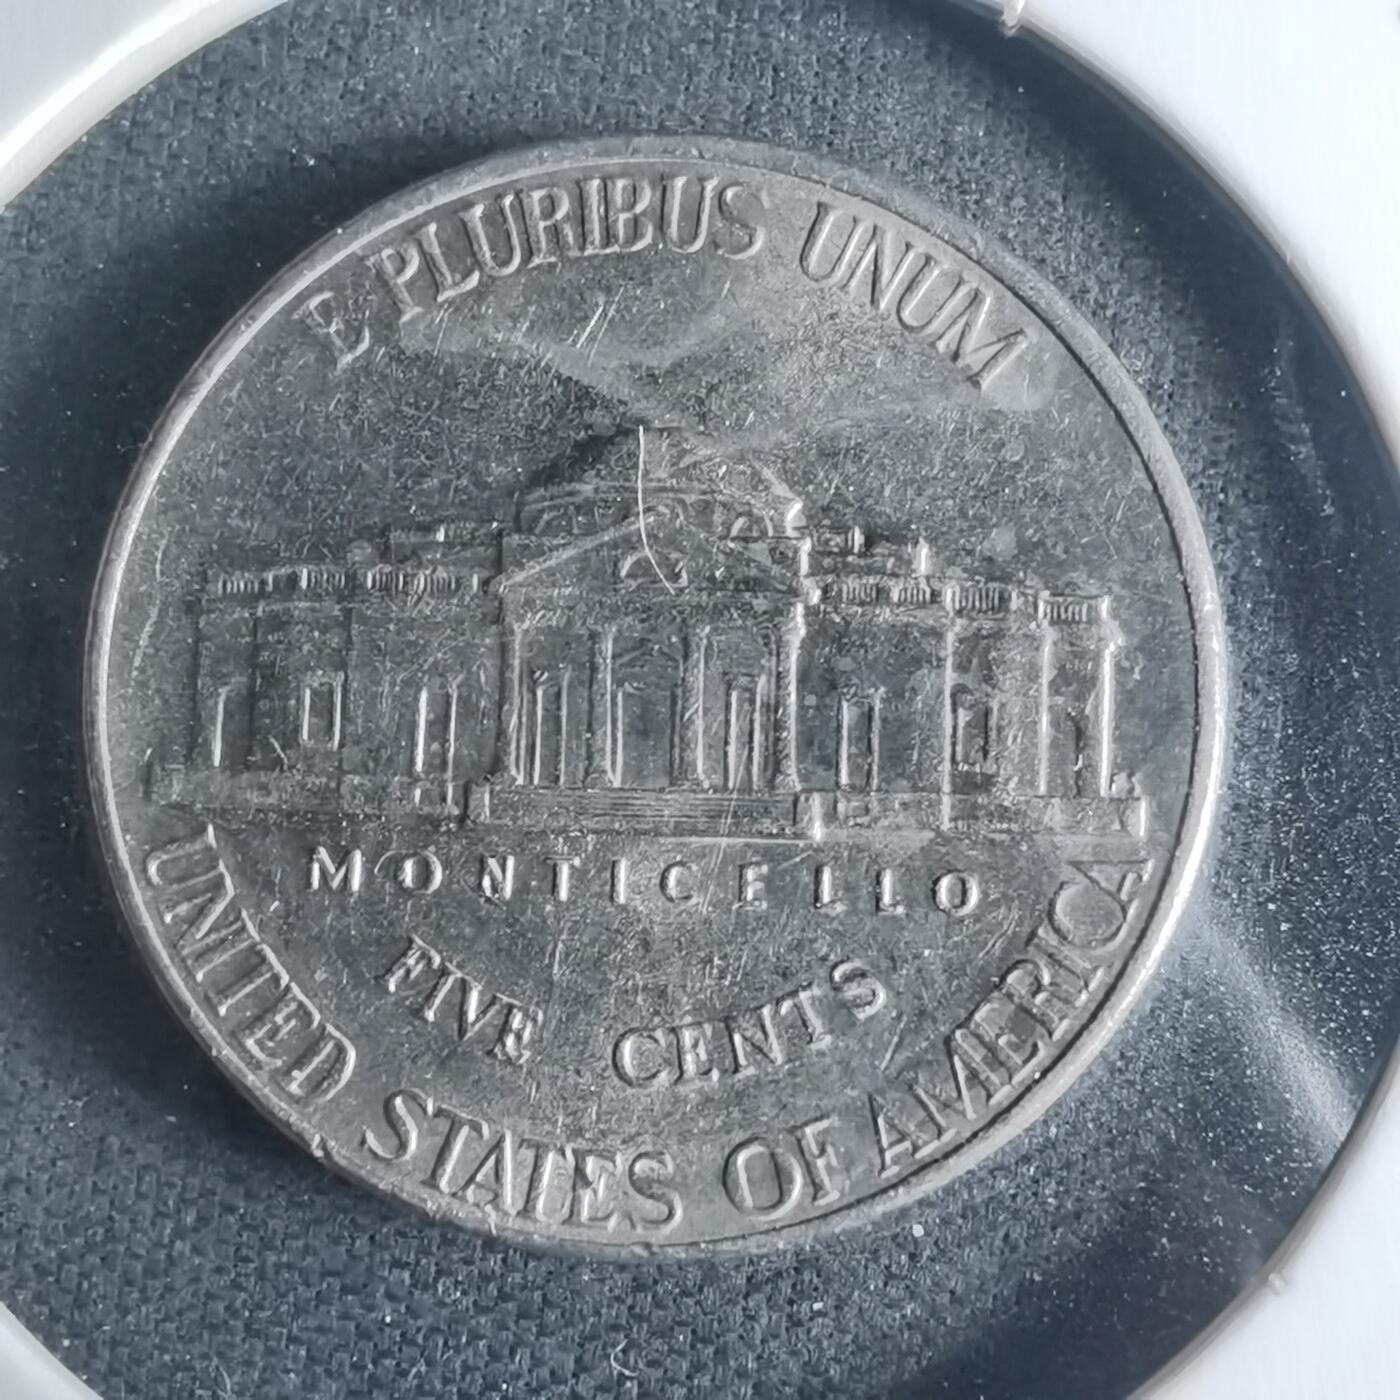 E PLURIBUS UNUM
MONTICELLO
FIVE CENTS
UNITED STATES OF AMERICA